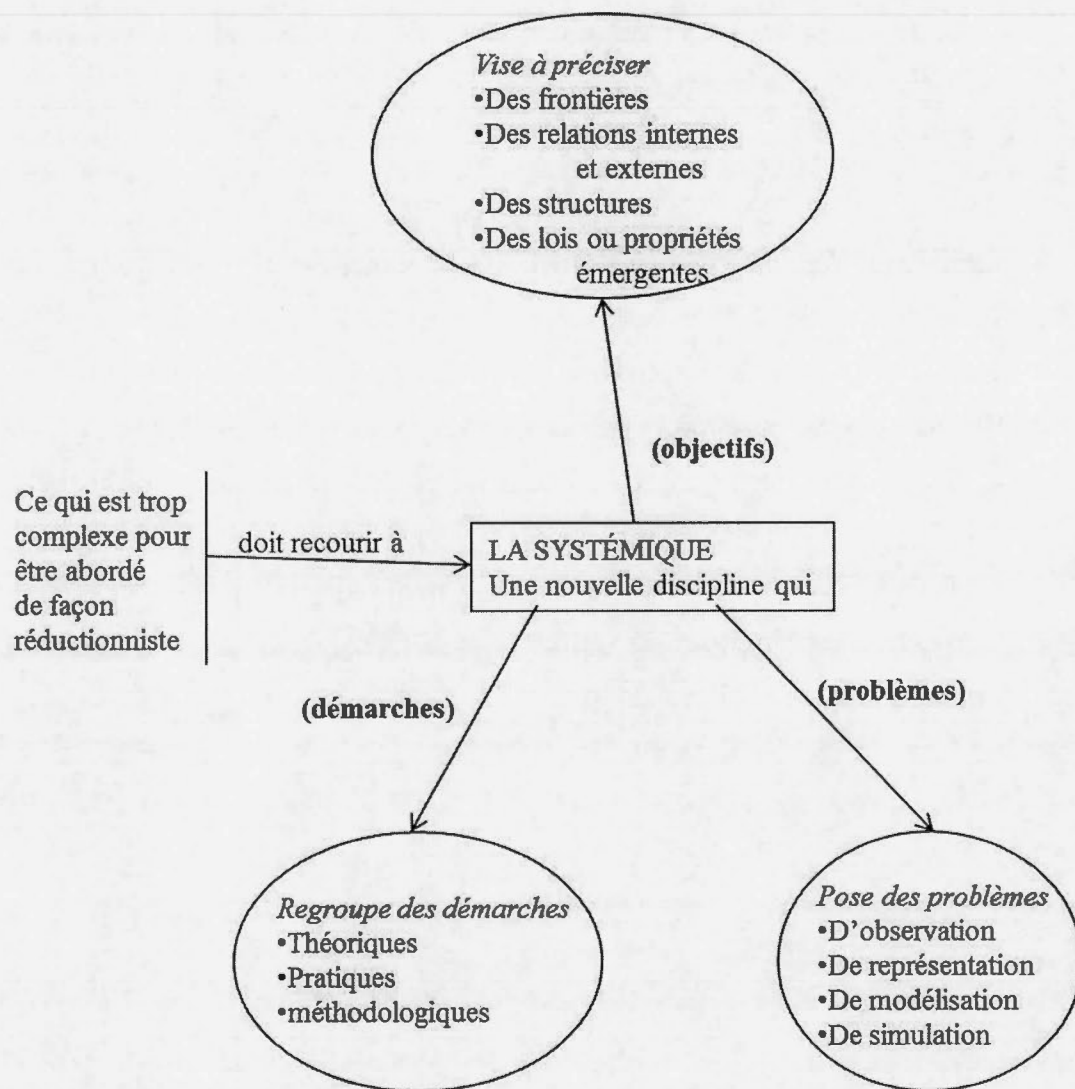 Vise à préciser
•Des frontières
•Des relations internes
et externes
•Des structures
•Des lois ou propriétés
émergentes
(objectifs)
Ce qui est trop
complexe pour
être abordé
de façon
réductionniste
doit recourir à
LA SYSTÉMIQUE
Une nouvelle discipline qui
(démarches)
(problèmes)
Regroupe des démarches
•Théoriques
•Pratiques
•méthodologiques
Pose des problèmes
•D'observation
•De représentation
•De modélisation
•De simulation